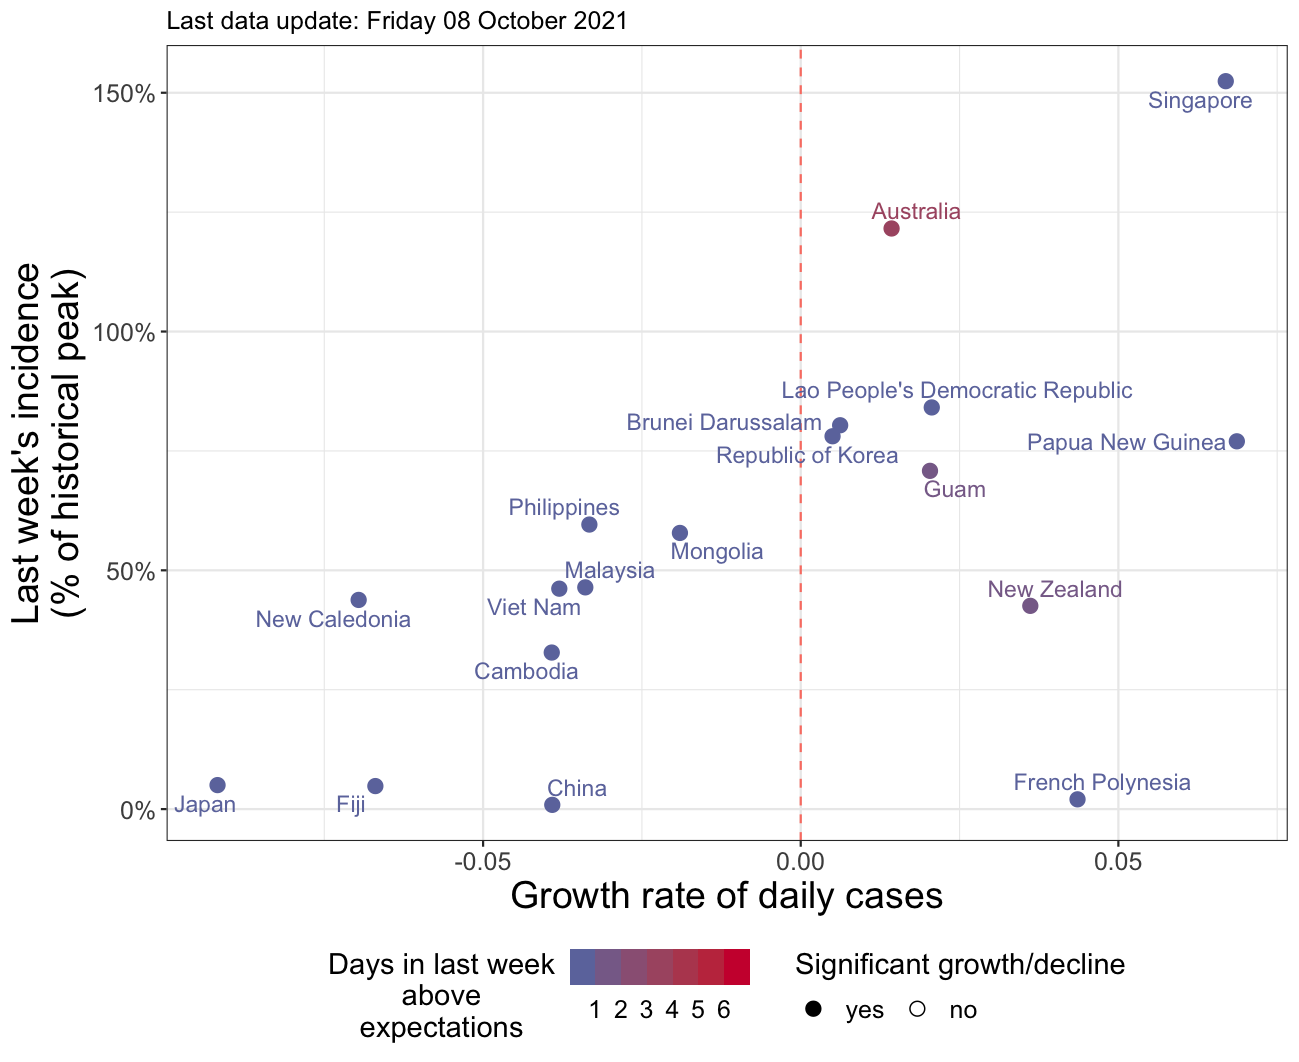 Last data update: Friday 08 October 2021
150%
100%
50%
0%
Last week's incidence
(% of historical peak)
Singapore
Australia
Lao People's Democratic Republic
Brunei Darussalam
Republic of Korea
Papua New Guinea
Guam
Philippines
Mongolia
Malaysia
Viet Nam
New Caledonia
New Zealand
Cambodia
Japan
Fiji
China
French Polynesia
-0.05 0.00 0.05
Growth rate of daily cases
Days in last week
above
expectations
1 2 3 4 5 6
Significant growth/decline
yes no